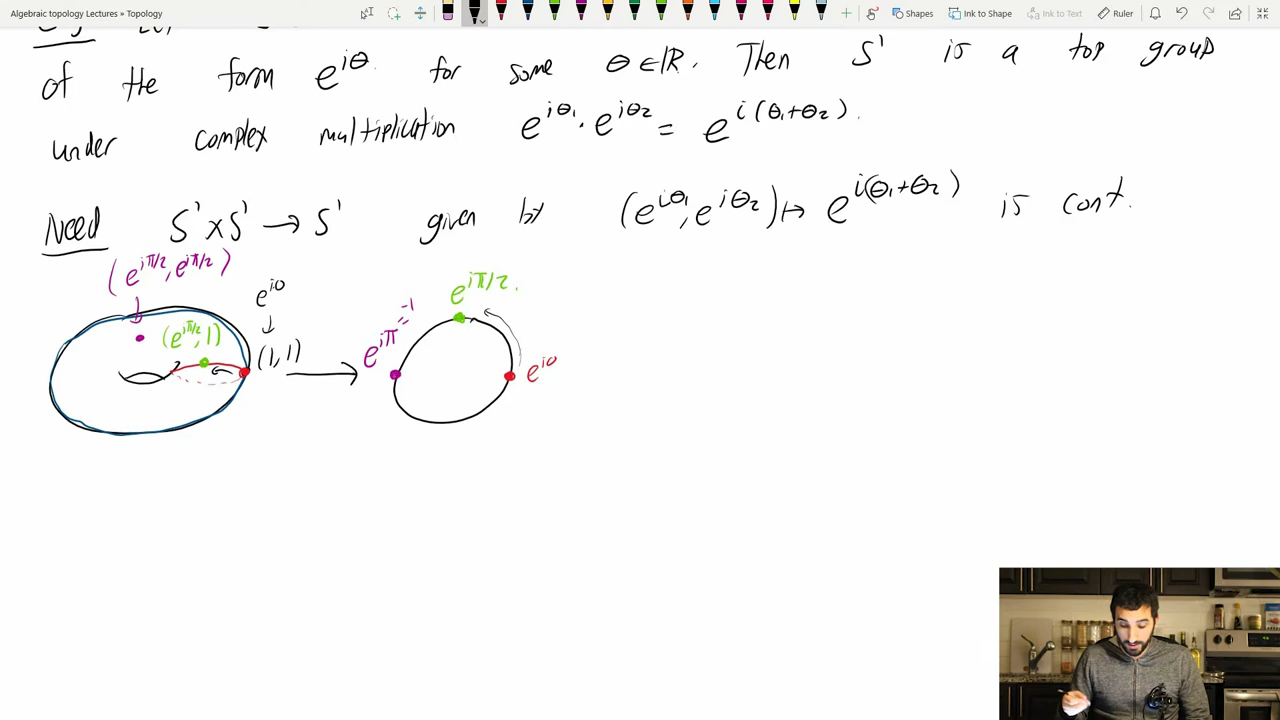 Algebraic topology Lectures » Topology
Shapes Ink to Shape Ink to Text Ruler
of the form e^{iθ} for some θ∈ℝ. Then S¹ is a top group
under complex multiplication e^{iθ₁}·e^{iθ₂} = e^{i(θ₁+θ₂)}.
Need S¹×S¹ → S¹ given by (e^{iθ₁}, e^{iθ₂}) ↦ e^{i(θ₁+θ₂)} is cont.
(e^{iπ/2}, e^{iπ/2})
e^{i0}
e^{iπ/2}.
(e^{iπ/2}, 1)
(1, 1)
e^{iπ} = -1
e^{i0}